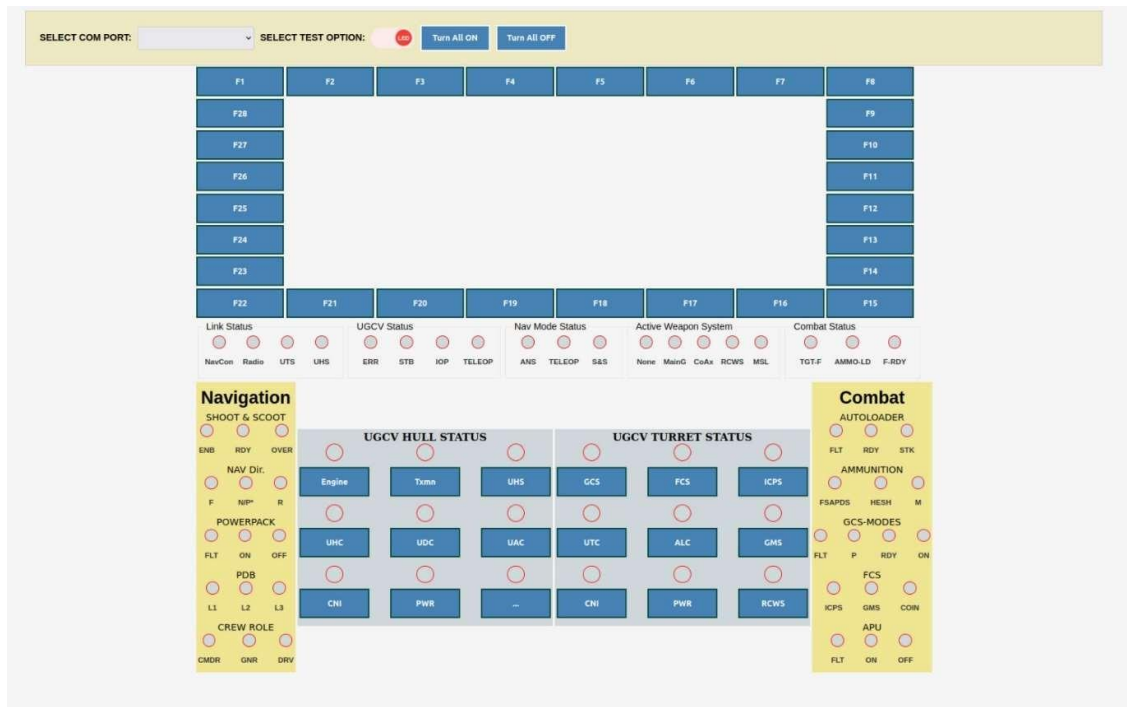 SELECT COM PORT: SELECT TEST OPTION: LED Turn All ON Turn All OFF
F1 F2 F3 F4 F5 F6 F7 F8
F28 F9
F27 F10
F26 F11
F25 F12
F24 F13
F23 F14
F22 F21 F20 F19 F18 F17 F16 F15
Link Status UGCV Status Nav Mode Status Active Weapon System Combat Status
NavCon Radio UTS UHS ERR STB IOP TELEOP ANS TELEOP S&S None MainG CoAx RCWS MSL TGT-F AMMO-LD F-RDY
Navigation
SHOOT & SCOOT
ENB RDY OVER
NAV Dir.
F N/P* R
POWERPACK
FLT ON OFF
PDB
L1 L2 L3
CREW ROLE
CMDR GNR DRV
UGCV HULL STATUS
Engine Txmn UHS
UHC UDC UAC
CNI PWR ...
UGCV TURRET STATUS
GCS FCS ICPS
UTC ALC GMS
CNI PWR RCWS
Combat
AUTOLOADER
FLT RDY STK
AMMUNITION
FSAPDS HESH M
GCS-MODES
FLT P RDY ON
FCS
ICPS GMS COIN
APU
FLT ON OFF